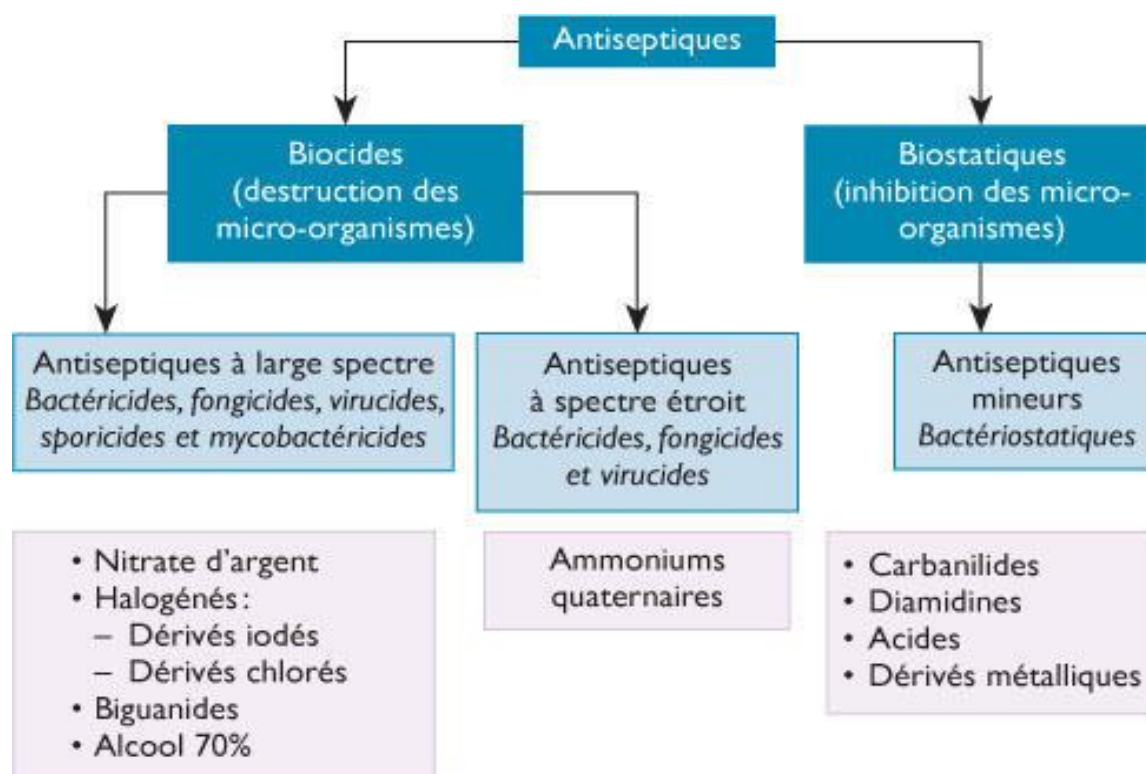 Antiseptiques
Biocides
(destruction des
micro-organismes)
Biostatiques
(inhibition des micro-
organismes)
Antiseptiques à large spectre
Bactéricides, fongicides, virucides,
sporicides et mycobactéricides
Antiseptiques
à spectre étroit
Bactéricides, fongicides
et virucides
Antiseptiques
mineurs
Bactériostatiques
• Nitrate d'argent
• Halogénés :
– Dérivés iodés
– Dérivés chlorés
• Biguanides
• Alcool 70%
Ammoniums
quaternaires
• Carbanilides
• Diamidines
• Acides
• Dérivés métalliques